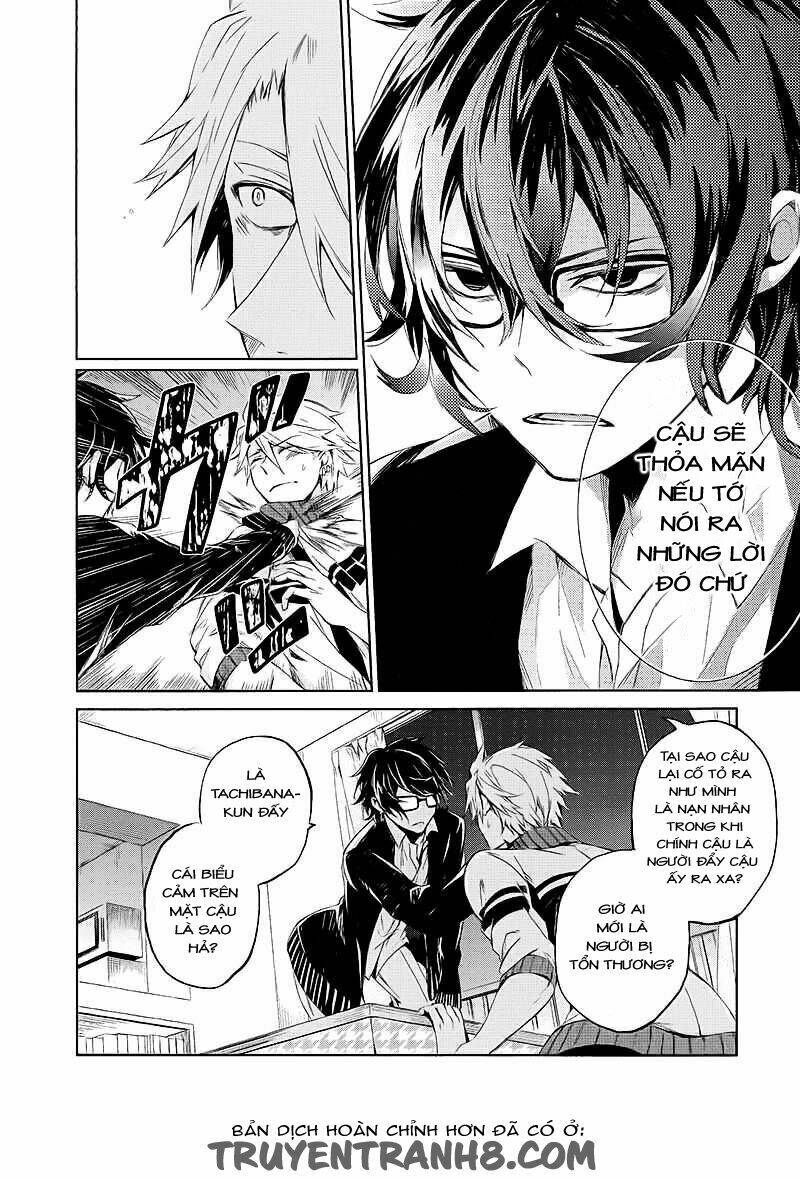 CẬU SẼ
THỎA MÃN
NẾU TỚ
NÓI RA
NHỮNG LỜI
ĐÓ CHỨ
TẠI SAO CẬU
LẠI CỐ TỎ RA
NHƯ MÌNH
LÀ NẠN NHÂN
TRONG KHI
CHÍNH CẬU LÀ
NGƯỜI ĐẨY CẬU
ẤY RA XA?
GIỜ AI
MỚI LÀ
NGƯỜI BỊ
TỔN THƯƠNG?
LÀ
TACHIBANA-
KUN ĐẤY
CÁI BIỂU
CẢM TRÊN
MẶT CẬU
LÀ SAO
HẢ?
BẢN DỊCH HOÀN CHỈNH HƠN ĐÃ CÓ Ở:
TRUYENTRANH8.COM